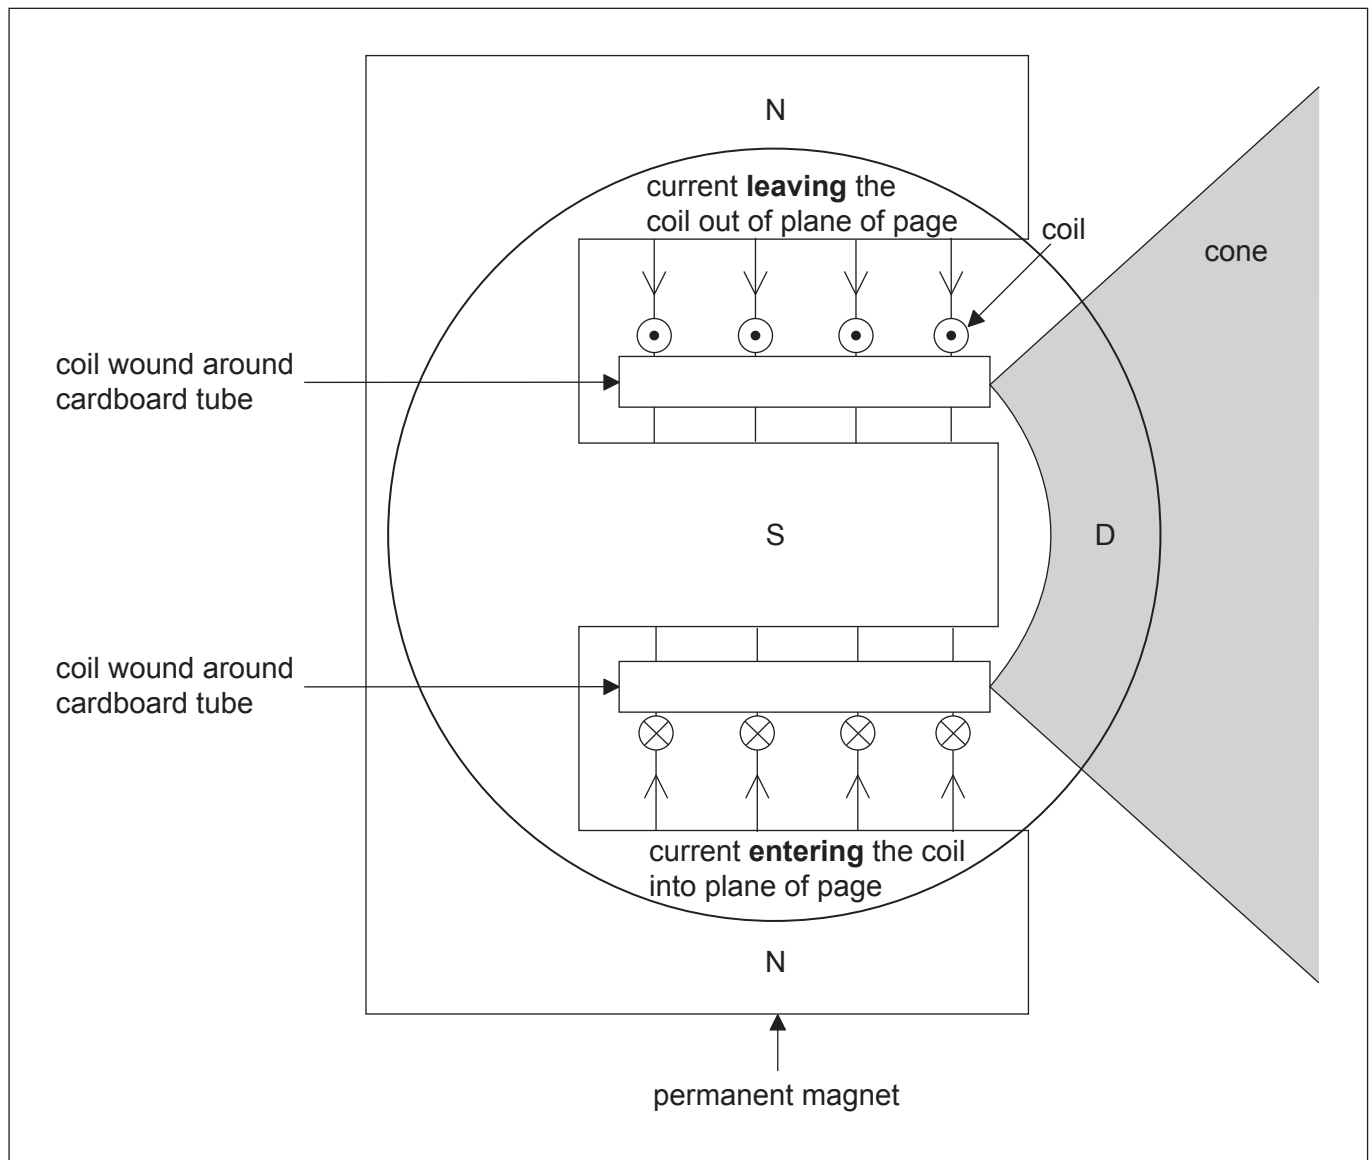 N
current leaving the
coil out of plane of page
coil
cone
coil wound around
cardboard tube
S
D
coil wound around
cardboard tube
current entering the coil
into plane of page
N
permanent magnet